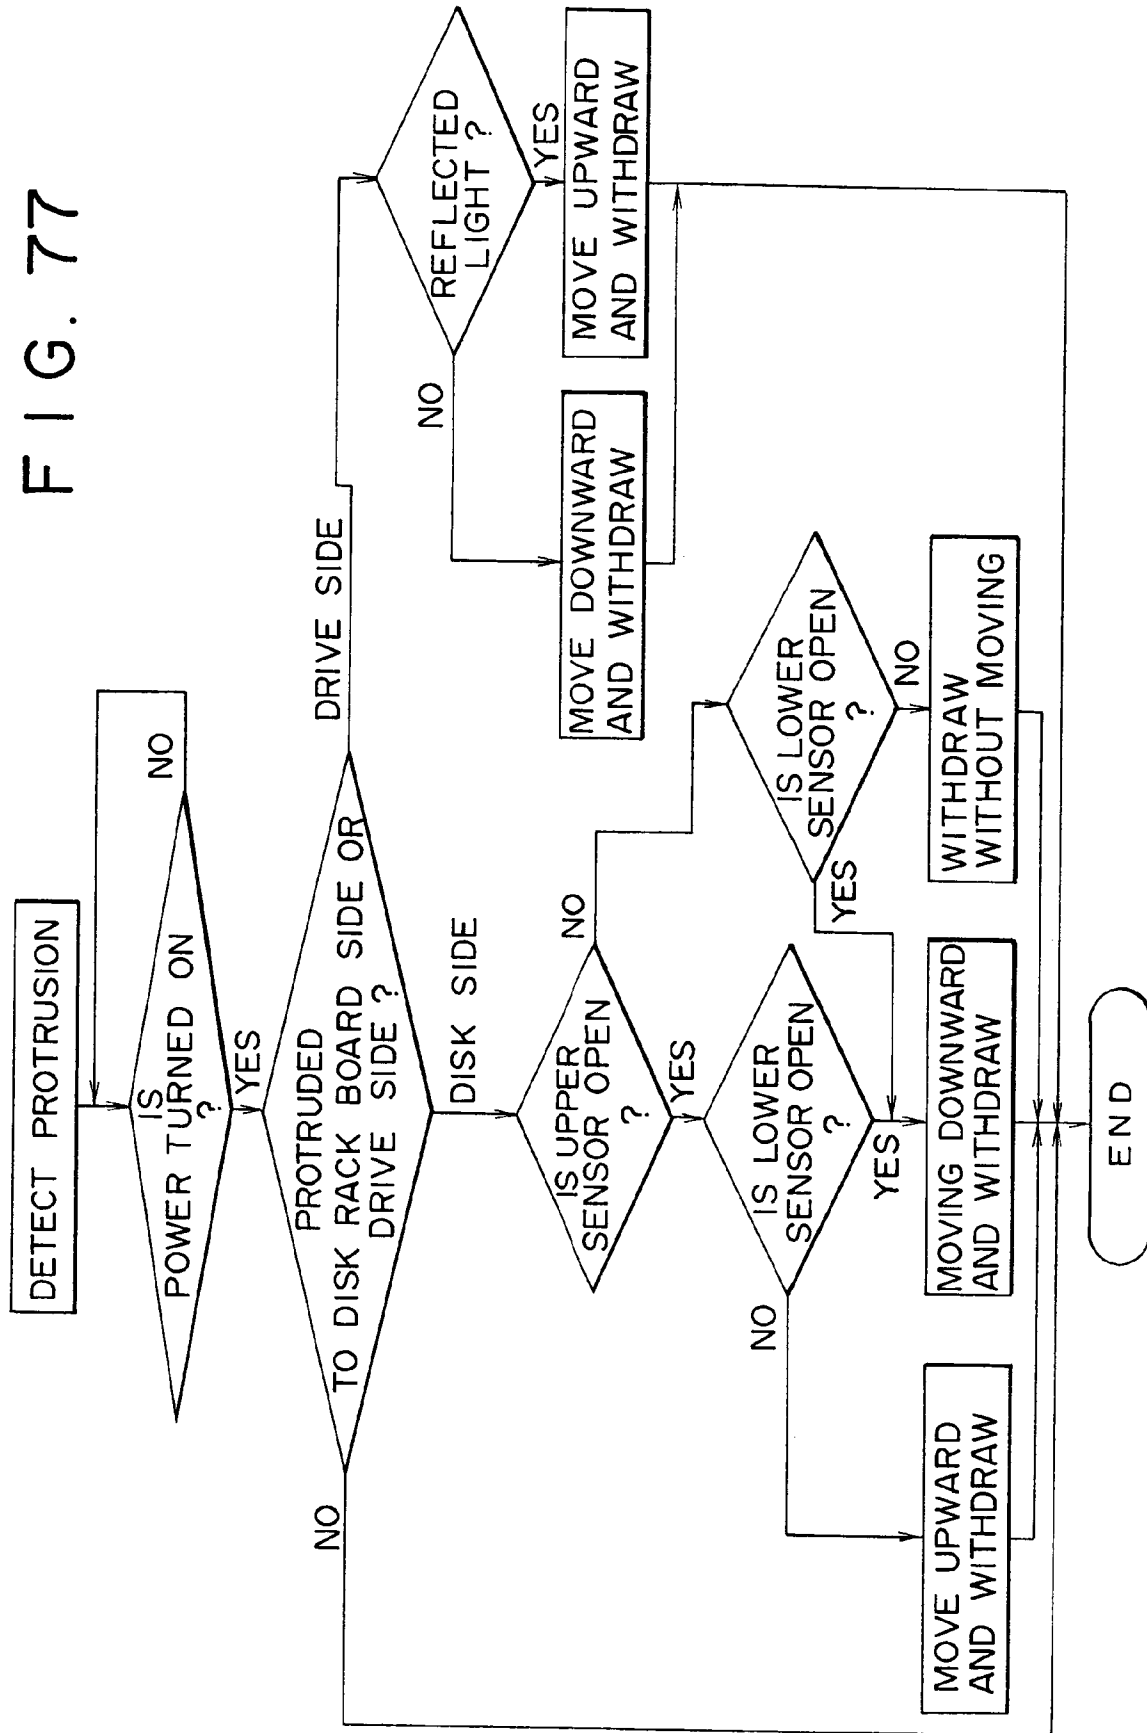 FIG. 77
DETECT PROTRUSION
IS
POWER TURNED ON
?
NO
YES
PROTRUDED
TO DISK RACK BOARD SIDE OR
DRIVE SIDE ?
NO
DRIVE SIDE
DISK SIDE
REFLECTED
LIGHT ?
NO
YES
MOVE DOWNWARD
AND WITHDRAW
MOVE UPWARD
AND WITHDRAW
IS UPPER
SENSOR OPEN
?
NO
YES
IS LOWER
SENSOR OPEN
?
NO
YES
IS LOWER
SENSOR OPEN
?
YES
NO
MOVE UPWARD
AND WITHDRAW
MOVING DOWNWARD
AND WITHDRAW
WITHDRAW
WITHOUT MOVING
END